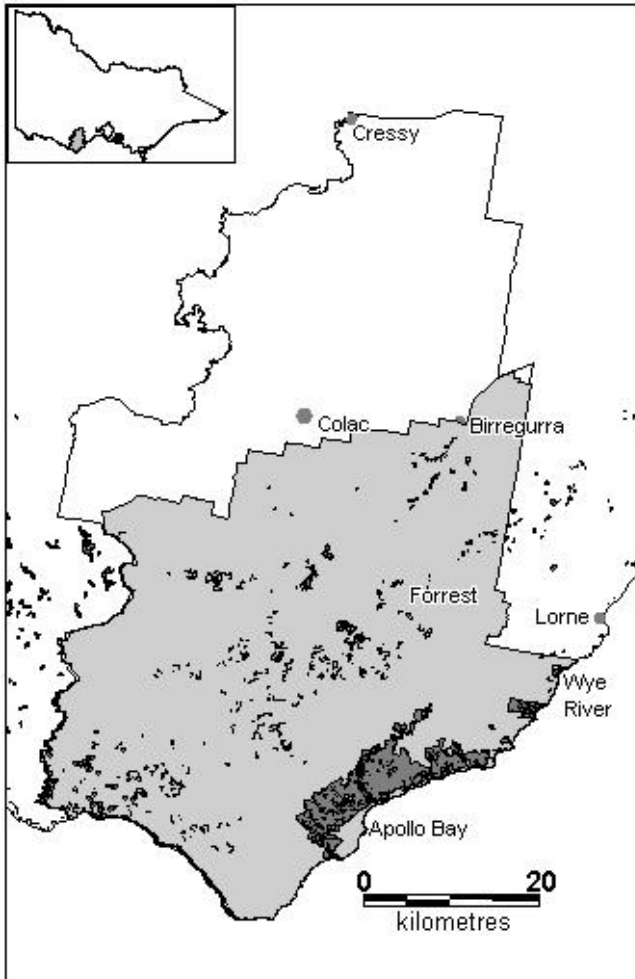 Cressy
Colac
Birregurra
Forrest
Lorne
Wye
River
Apollo Bay
0 20
kilometres